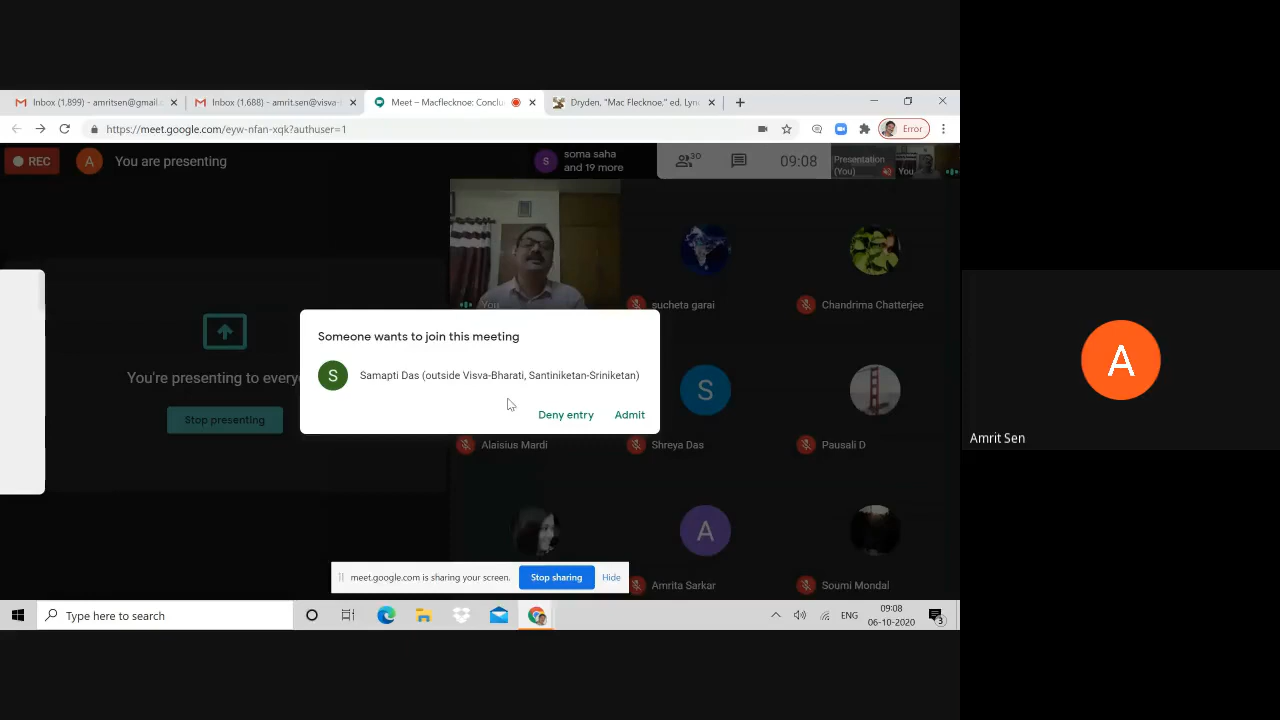 Inbox (1,899) - amritsen@gmail.c
Inbox (1,688) - amrit.sen@visva-
Meet – Macflecknoe: Conclu
Dryden, "Mac Flecknoe." ed. Lync
https://meet.google.com/eyw-nfan-xqk?authuser=1
Error
REC
A
You are presenting
S
soma saha
and 19 more
30
09:08
Presentation
(You)
You
You
sucheta garai
Chandrima Chatterjee
Someone wants to join this meeting
S
Samapti Das (outside Visva-Bharati, Santiniketan-Sriniketan)
Deny entry
Admit
You're presenting to everyo
Stop presenting
S
Alaisius Mardi
Shreya Das
Pausali D
A
Amrita Sarkar
Soumi Mondal
meet.google.com is sharing your screen.
Stop sharing
Hide
Type here to search
ENG
09:08
06-10-2020
3
A
Amrit Sen